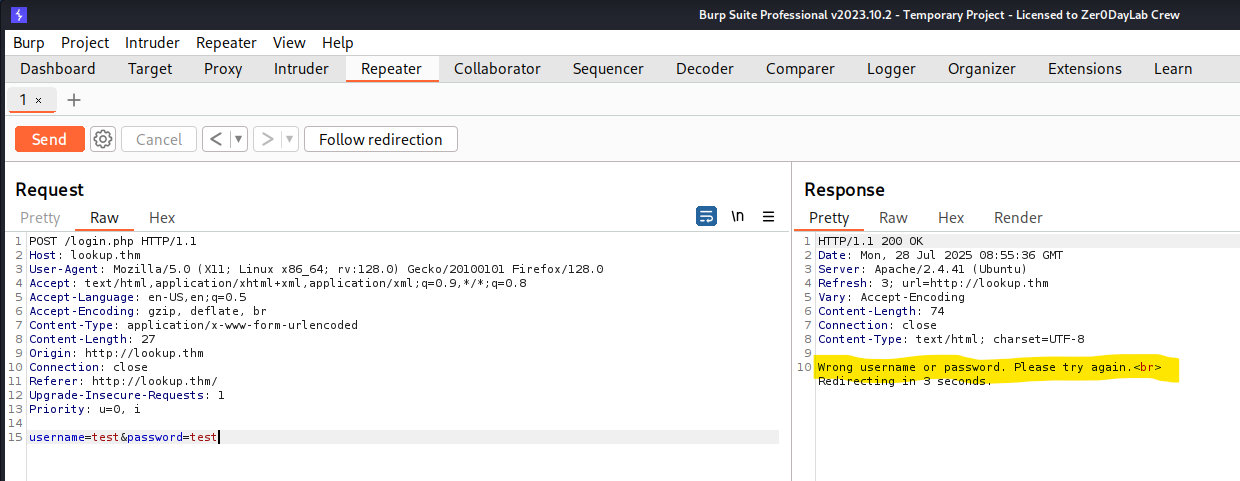 Burp Suite Professional v2023.10.2 - Temporary Project - Licensed to Zer0DayLab Crew
Burp Project Intruder Repeater View Help
Dashboard Target Proxy Intruder Repeater Collaborator Sequencer Decoder Comparer Logger Organizer Extensions Learn
1 × +
Send Cancel < ▼ > ▼ Follow redirection
Request
Pretty Raw Hex \n
1 POST /login.php HTTP/1.1
2 Host: lookup.thm
3 User-Agent: Mozilla/5.0 (X11; Linux x86_64; rv:128.0) Gecko/20100101 Firefox/128.0
4 Accept: text/html,application/xhtml+xml,application/xml;q=0.9,*/*;q=0.8
5 Accept-Language: en-US,en;q=0.5
6 Accept-Encoding: gzip, deflate, br
7 Content-Type: application/x-www-form-urlencoded
8 Content-Length: 27
9 Origin: http://lookup.thm
10 Connection: close
11 Referer: http://lookup.thm/
12 Upgrade-Insecure-Requests: 1
13 Priority: u=0, i
14
15 username=test&password=test
Response
Pretty Raw Hex Render
1 HTTP/1.1 200 OK
2 Date: Mon, 28 Jul 2025 08:55:36 GMT
3 Server: Apache/2.4.41 (Ubuntu)
4 Refresh: 3; url=http://lookup.thm
5 Vary: Accept-Encoding
6 Content-Length: 74
7 Connection: close
8 Content-Type: text/html; charset=UTF-8
9
10 Wrong username or password. Please try again.<br>
Redirecting in 3 seconds.